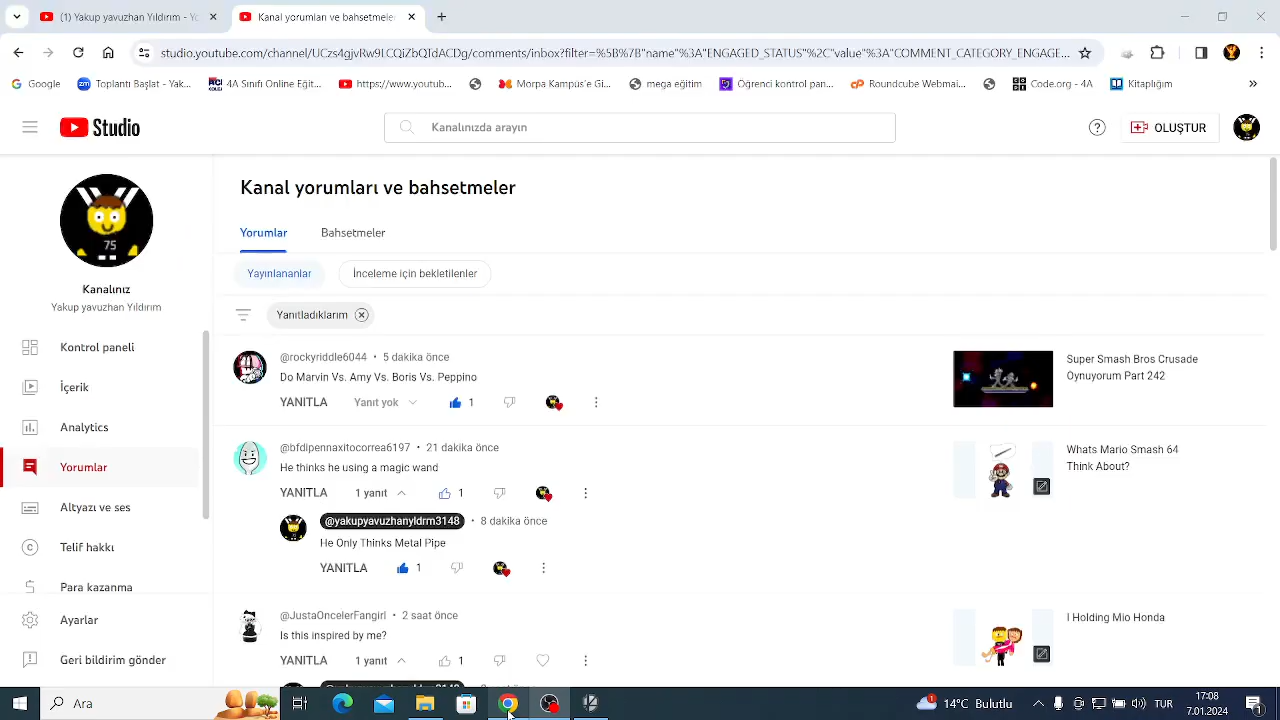 (1) Yakup yavuzhan Yıldırım - Yo
Kanal yorumları ve bahsetmeler
studio.youtube.com/channel/UCzs4gjvRw9LCQiZbOTdACDg/comments/inbox?filter=%5B%7B"name"%3A"ENGAGED_STATUS"%2C"value"%3A"COMMENT_CATEGORY_ENGAGE...
Google
zm
Toplantı Başlat - Yak...
4A Sınıfı Online Eğit...
https://www.youtub...
Morpa Kampus'e Gi...
mega eğitim
Öğrenci kontrol pan...
Roundcube Webmai...
Code.org - 4A
Kitaplığım
Studio
Kanalınızda arayın
OLUŞTUR
75
Kanalınız
Yakup yavuzhan Yıldırım
Kontrol paneli
İçerik
Analytics
Yorumlar
Altyazı ve ses
Telif hakkı
Para kazanma
Ayarlar
Geri bildirim gönder
Kanal yorumları ve bahsetmeler
Yorumlar
Bahsetmeler
Yayınlananlar
İnceleme için bekletilenler
Yanıtladıklarım
@rockyriddle6044 • 5 dakika önce
Do Marvin Vs. Amy Vs. Boris Vs. Peppino
YANITLA
Yanıt yok
1
Super Smash Bros Crusade
Oynuyorum Part 242
@bfdlpennaxitocorrea6197 • 21 dakika önce
He thinks he using a magic wand
YANITLA
1 yanıt
1
Whats Mario Smash 64
Think About?
@yakupyavuzhanyldrm3148 • 8 dakika önce
He Only Thinks Metal Pipe
YANITLA
1
@JustaOncelerFangirl • 2 saat önce
Is this inspired by me?
YANITLA
1 yanıt
1
I Holding Mio Honda
Ara
1
14°C Bulutlu
TUR
17:08
7.01.2024